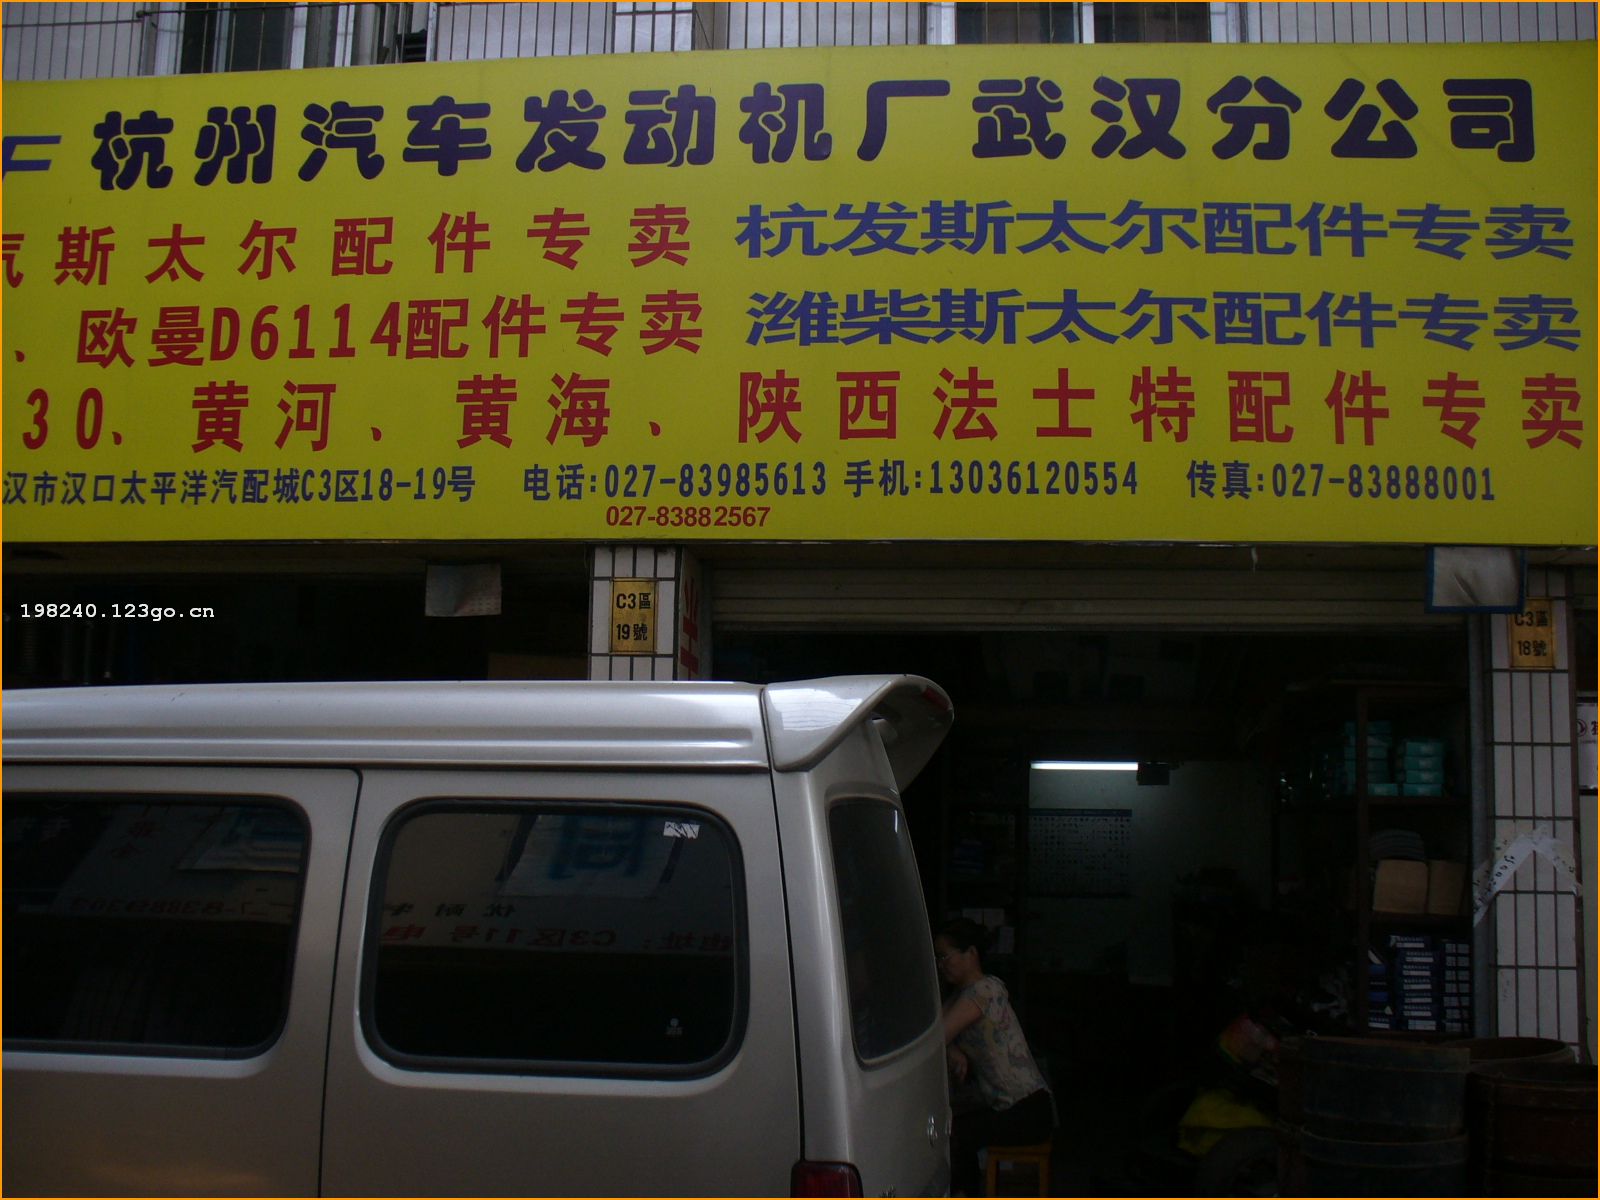 杭州汽车发动机厂武汉分公司
斯太尔配件专卖 杭发斯太尔配件专卖
、欧曼D6114配件专卖 潍柴斯太尔配件专卖
30、黄河、黄海、陕西法士特配件专卖
汉市汉口太平洋汽配城C3区18-19号 电话:027-83985613 手机:13036120554 传真:027-83888001
027-83882567
C3區
19號
C3區
18號
198240.123go.cn